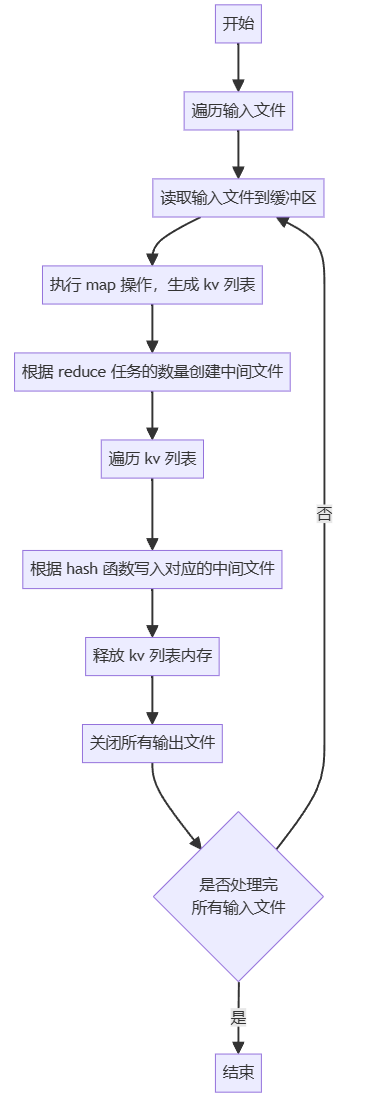 开始
遍历输入文件
读取输入文件到缓冲区
执行 map 操作，生成 kv 列表
根据 reduce 任务的数量创建中间文件
遍历 kv 列表
否
根据 hash 函数写入对应的中间文件
释放 kv 列表内存
关闭所有输出文件
是否处理完
所有输入文件
是
结束